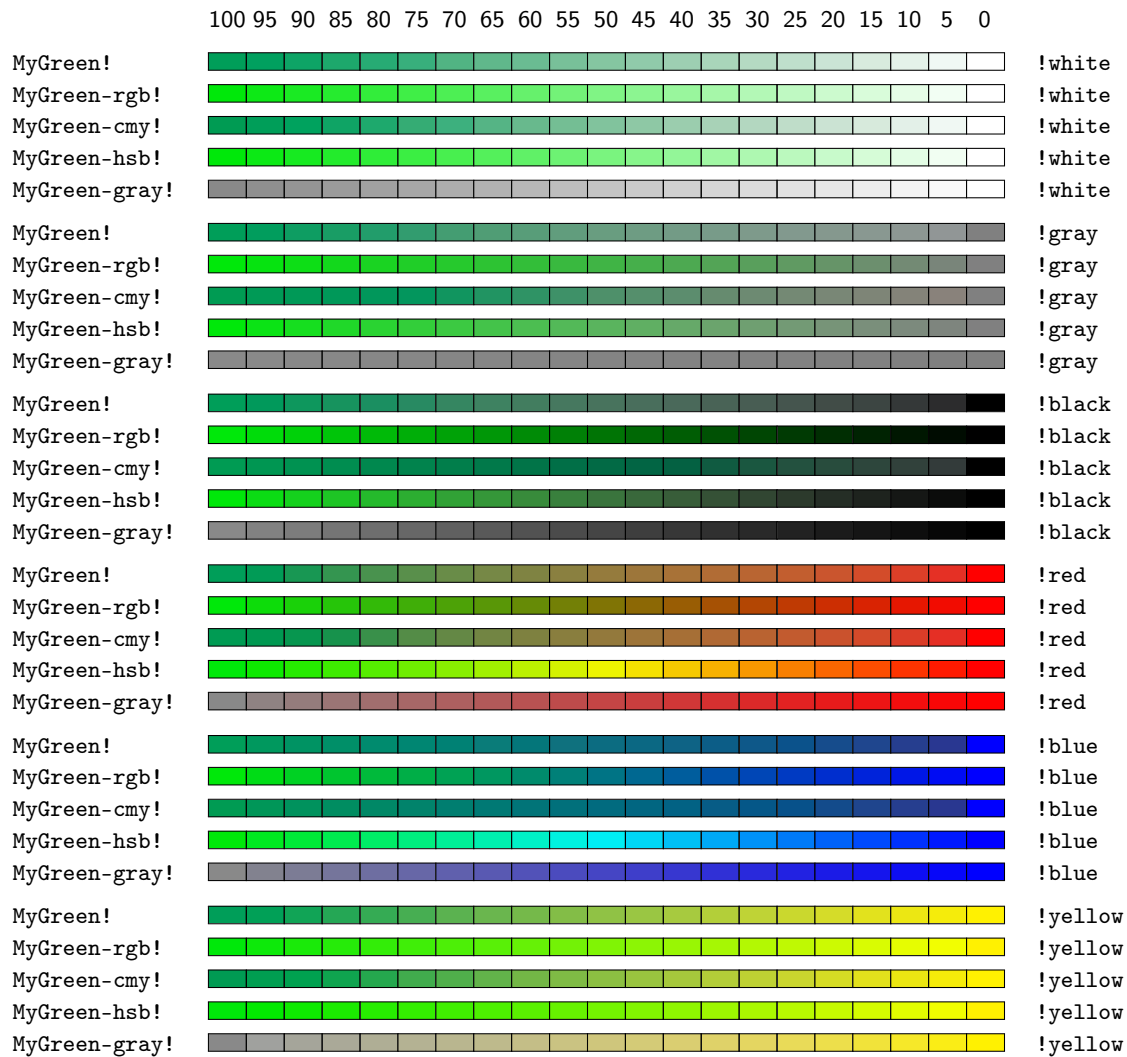 100 95 90 85 80 75 70 65 60 55 50 45 40 35 30 25 20 15 10 5 0
MyGreen! !white
MyGreen-rgb! !white
MyGreen-cmy! !white
MyGreen-hsb! !white
MyGreen-gray! !white
MyGreen! !gray
MyGreen-rgb! !gray
MyGreen-cmy! !gray
MyGreen-hsb! !gray
MyGreen-gray! !gray
MyGreen! !black
MyGreen-rgb! !black
MyGreen-cmy! !black
MyGreen-hsb! !black
MyGreen-gray! !black
MyGreen! !red
MyGreen-rgb! !red
MyGreen-cmy! !red
MyGreen-hsb! !red
MyGreen-gray! !red
MyGreen! !blue
MyGreen-rgb! !blue
MyGreen-cmy! !blue
MyGreen-hsb! !blue
MyGreen-gray! !blue
MyGreen! !yellow
MyGreen-rgb! !yellow
MyGreen-cmy! !yellow
MyGreen-hsb! !yellow
MyGreen-gray! !yellow